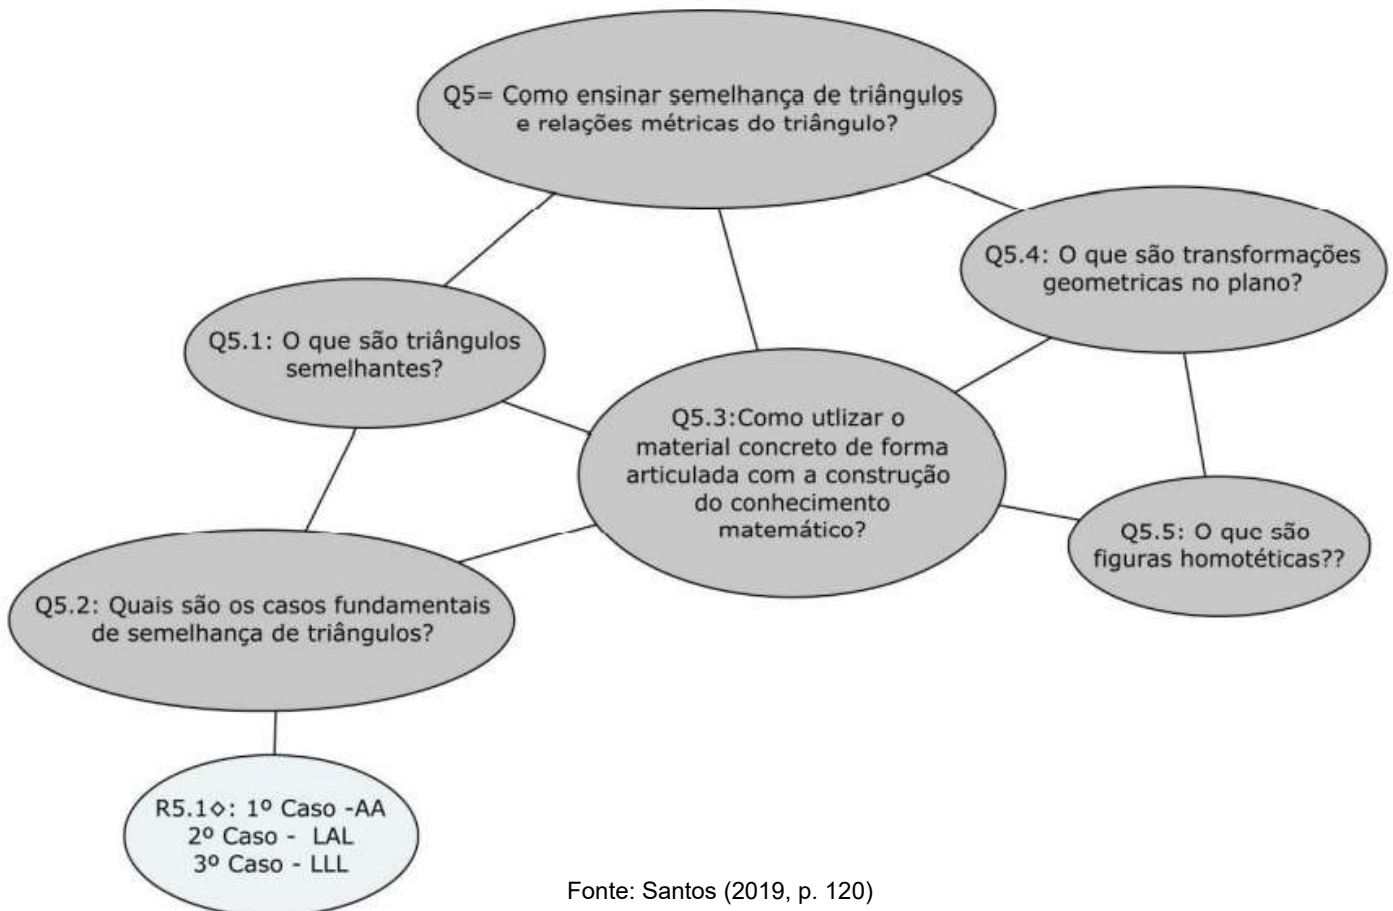 Q5= Como ensinar semelhança de triângulos
e relações métricas do triângulo?
Q5.4: O que são transformações
geometricas no plano?
Q5.1: O que são triângulos
semelhantes?
Q5.3:Como utlizar o
material concreto de forma
articulada com a construção
do conhecimento
matemático?
Q5.5: O que são
figuras homotéticas??
Q5.2: Quais são os casos fundamentais
de semelhança de triângulos?
R5.1◇: 1º Caso -AA
2º Caso - LAL
3º Caso - LLL
Fonte: Santos (2019, p. 120)